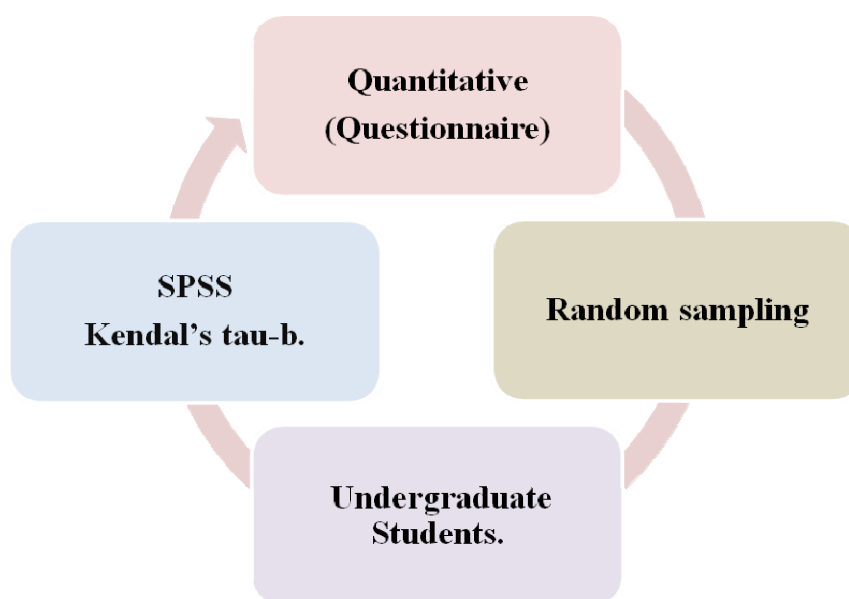 Quantitative
(Questionnaire)
Random sampling
Undergraduate
Students.
SPSS
Kendal’s tau-b.